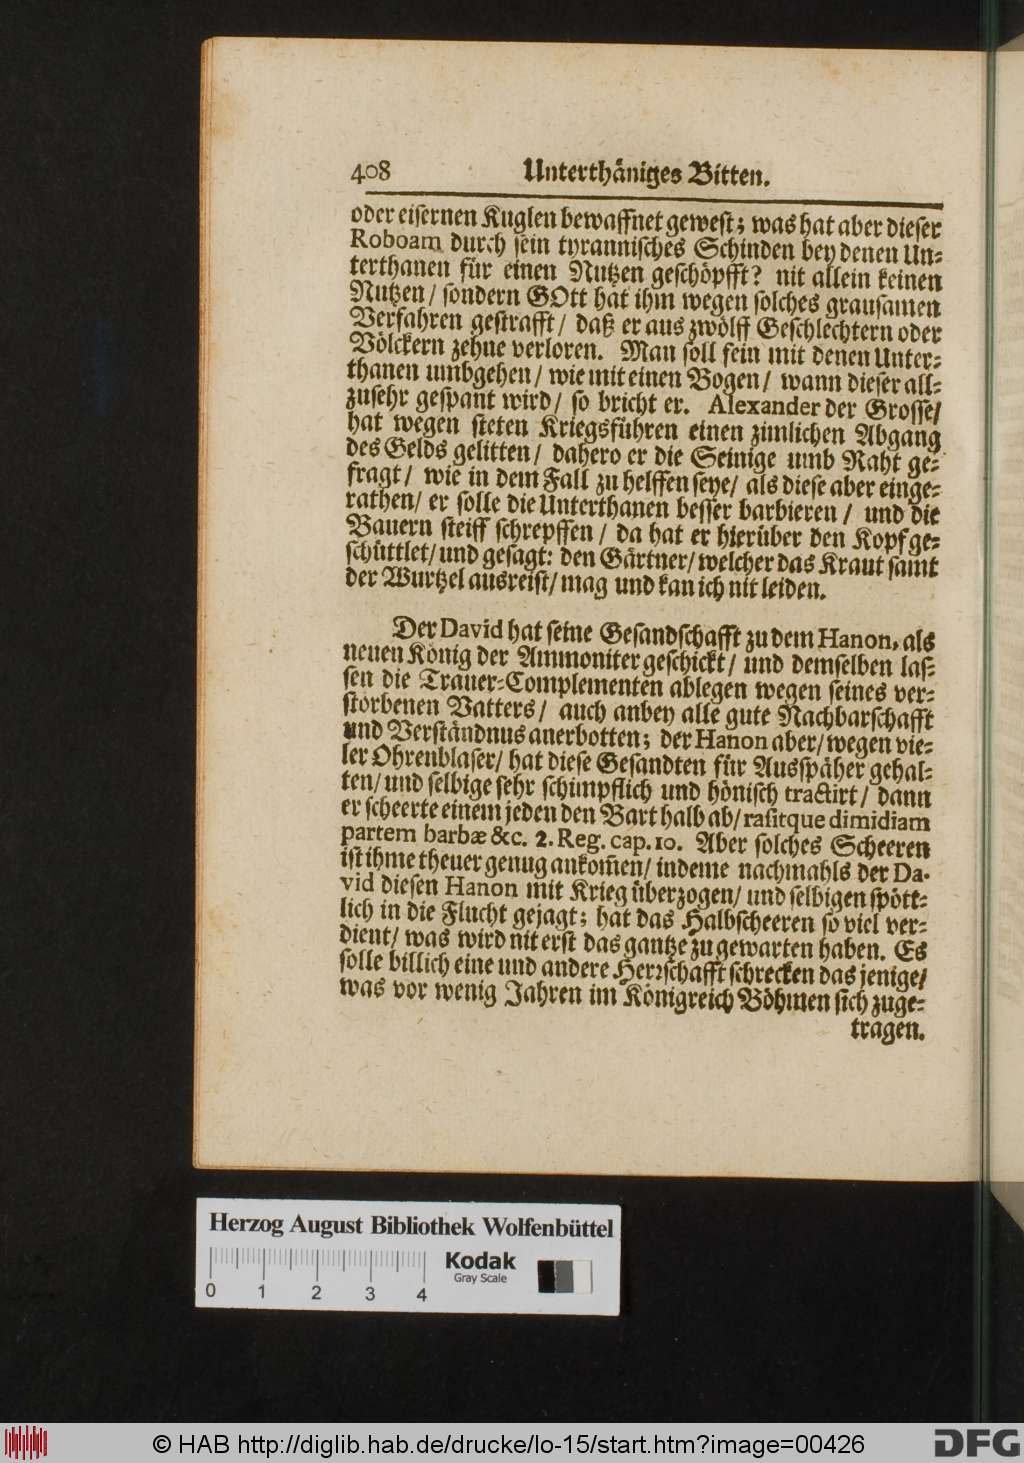 408 Unterthäniges Bitten.
oder eisernen Kuglen bewaffnet gewest; was hat aber dieser
Roboam durch sein tyrannisches Schinden bey denen Un-
terthanen für einen Nutzen geschöpfft? nit allein keinen
Nutzen/ sondern GOtt hat ihm wegen solches grausamen
Verfahren gestrafft/ daß er aus zwölff Geschlechtern oder
Völckern zehne verloren. Man soll fein mit denen Unter-
thanen umbgehen/ wie mit einen Bogen/ wann dieser all-
zusehr gespant wird/ so bricht er. Alexander der Grosse/
hat wegen steten Kriegsführen einen zimlichen Abgang
des Gelds gelitten/ dahero er die Seinige umb Raht ge-
fragt/ wie in dem Fall zu helffen seye/ als diese aber einge-
rathen/ er solle die Unterthanen besser barbieren/ und die
Bauern steiff schrepffen/ da hat er hierüber den Kopf ge-
schüttlet/ und gesagt: den Gärtner/ welcher das Kraut samt
der Wurtzel ausreist/ mag und kan ich nit leiden.
Der David hat seine Gesandschafft zu dem Hanon, als
neuen König der Ammoniter geschickt/ und demselben las-
sen die Trauer-Complementen ablegen wegen seines ver-
storbenen Vatters/ auch anbey alle gute Nachbarschafft
und Verständnus anerbotten; der Hanon aber/ wegen vie-
ler Ohrenblaser/ hat diese Gesandten für Ausspäher gehal-
ten/ und selbige sehr schimpflich und hönisch tractirt/ dann
er scheerte einem jeden den Bart halb ab/ rasitque dimidiam
partem barbæ &c. 2. Reg. cap. 10. Aber solches Scheeren
ist ihme theuer genug ankom̄en/ indeme nachmahls der Da-
vid diesen Hanon mit Krieg überzogen/ und selbigen spött-
lich in die Flucht gejagt; hat das Halbscheeren so viel ver-
dient/ was wird nit erst das gantze zu gewarten haben. Es
solle billich eine und andere Herrschafft schrecken das jenige/
was vor wenig Jahren im Königreich Böhmen sich zuge-
tragen.
Herzog August Bibliothek Wolfenbüttel
Kodak
Gray Scale
0 1 2 3 4
© HAB http://diglib.hab.de/drucke/lo-15/start.htm?image=00426
DFG